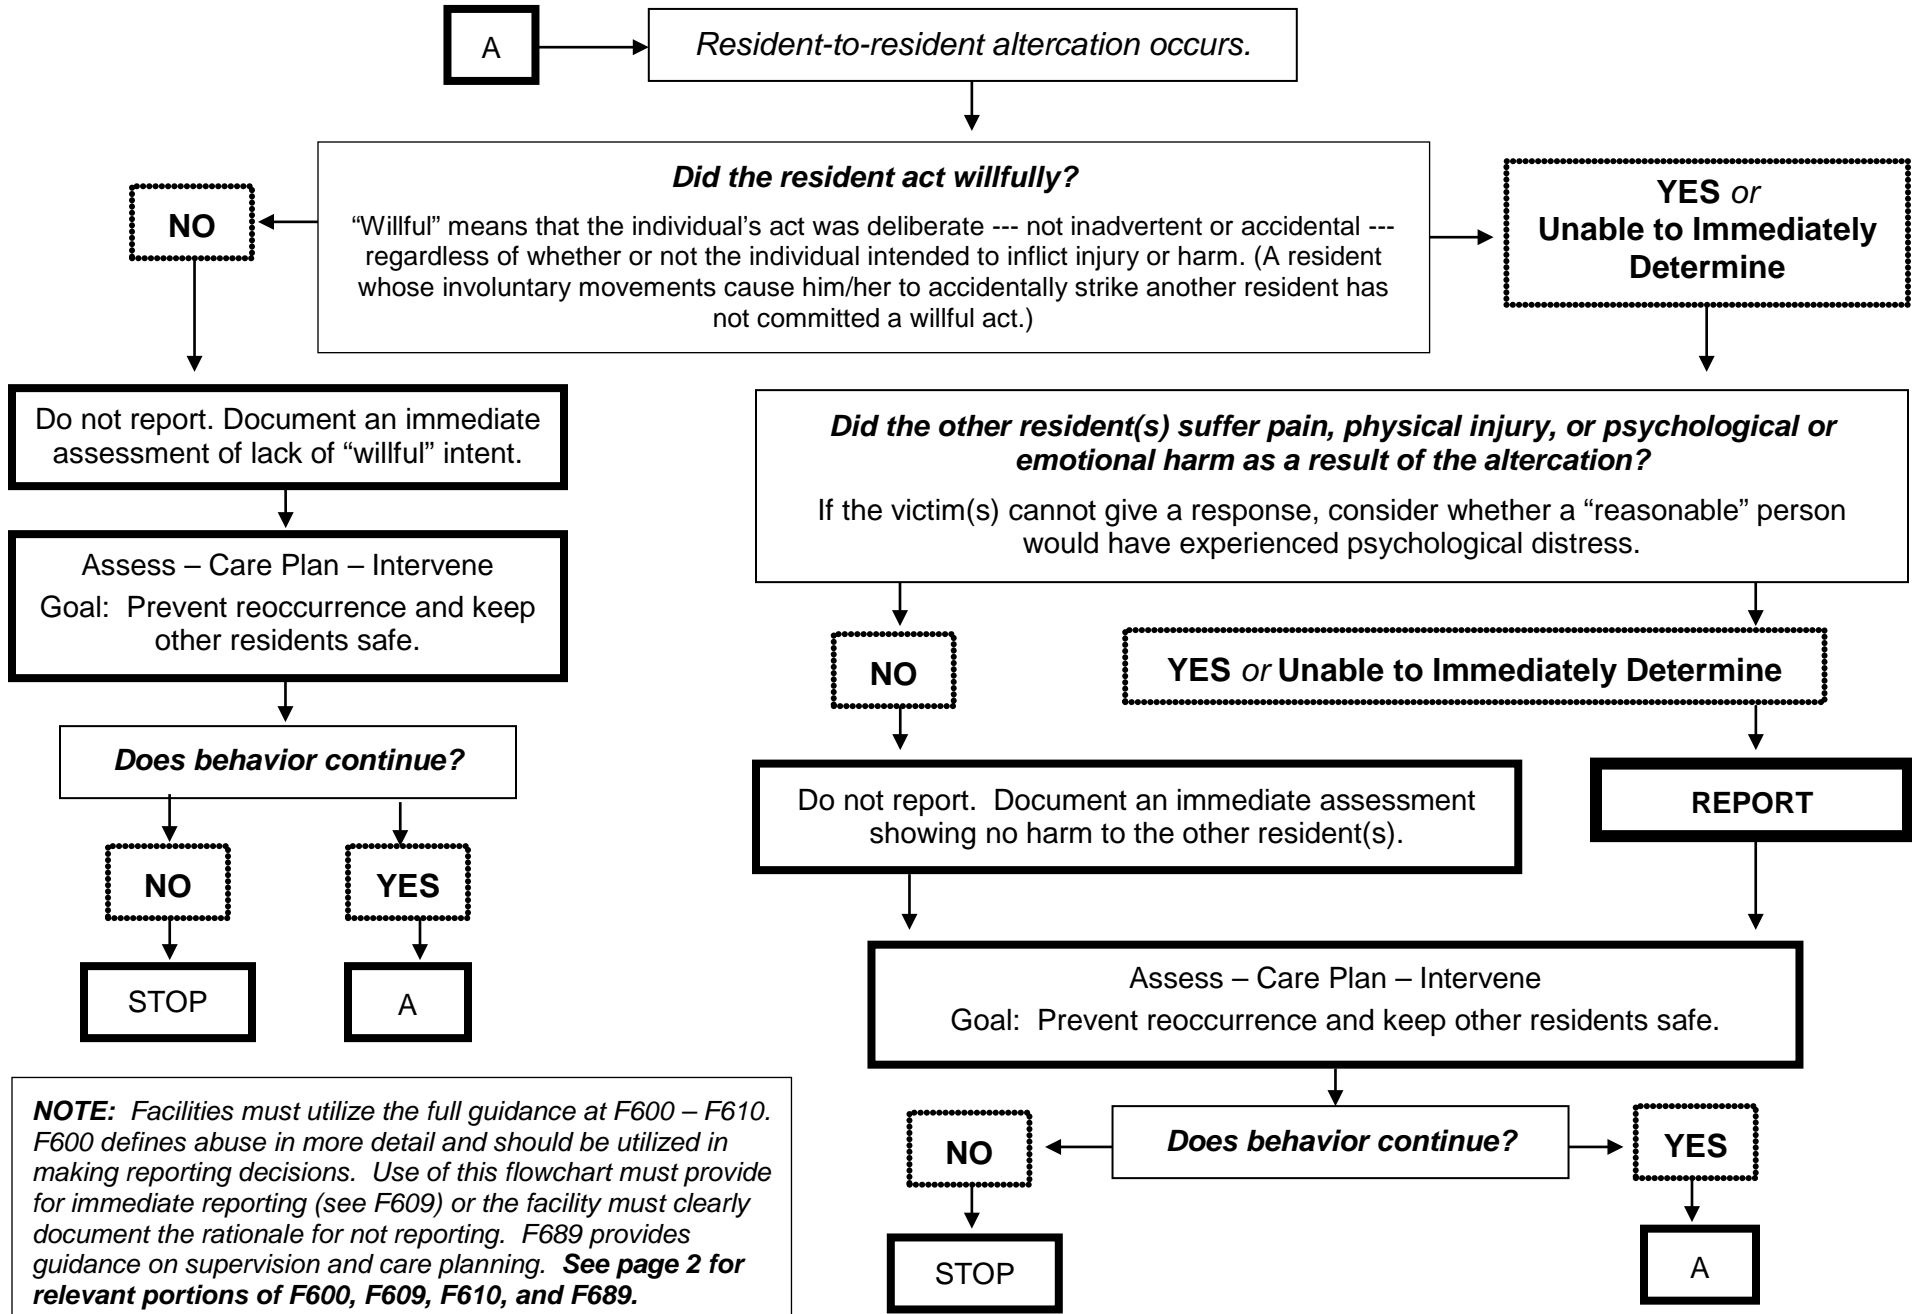 A
Resident-to-resident altercation occurs.
Did the resident act willfully?
“Willful” means that the individual’s act was deliberate --- not inadvertent or accidental ---
regardless of whether or not the individual intended to inflict injury or harm. (A resident
whose involuntary movements cause him/her to accidentally strike another resident has
not committed a willful act.)
NO
YES or
Unable to Immediately
Determine
Do not report. Document an immediate
assessment of lack of “willful” intent.
Assess – Care Plan – Intervene
Goal: Prevent reoccurrence and keep
other residents safe.
Does behavior continue?
NO
YES
STOP
A
Did the other resident(s) suffer pain, physical injury, or psychological or
emotional harm as a result of the altercation?
If the victim(s) cannot give a response, consider whether a “reasonable” person
would have experienced psychological distress.
NO
YES or Unable to Immediately Determine
Do not report. Document an immediate assessment
showing no harm to the other resident(s).
REPORT
Assess – Care Plan – Intervene
Goal: Prevent reoccurrence and keep other residents safe.
Does behavior continue?
NO
YES
STOP
A
NOTE: Facilities must utilize the full guidance at F600 – F610.
F600 defines abuse in more detail and should be utilized in
making reporting decisions. Use of this flowchart must provide
for immediate reporting (see F609) or the facility must clearly
document the rationale for not reporting. F689 provides
guidance on supervision and care planning. See page 2 for
relevant portions of F600, F609, F610, and F689.